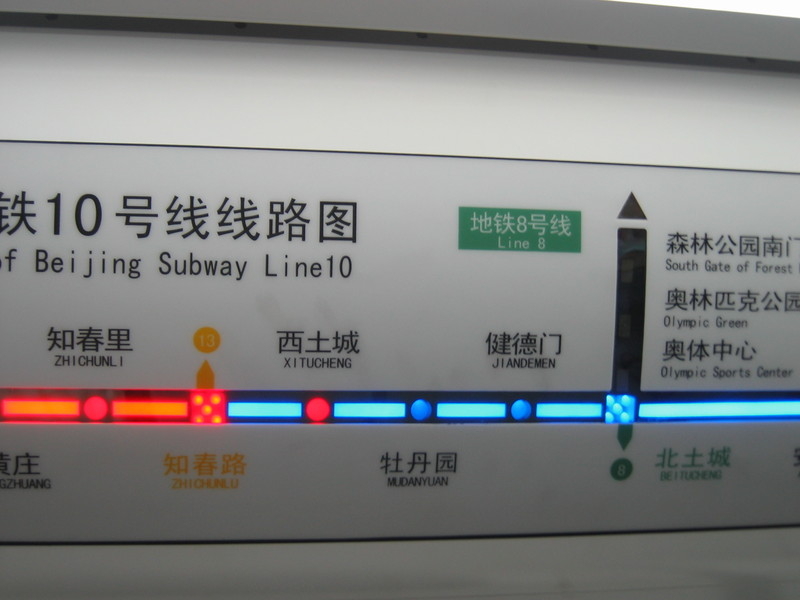 铁10号线线路图
of Beijing Subway Line10
地铁8号线
Line 8
森林公园南门
South Gate of Forest
奥林匹克公园
Olympic Green
奥体中心
Olympic Sports Center
知春里
ZHICHUNLI
13
西土城
XITUCHENG
健德门
JIANDEMEN
黄庄
GZHUANG
知春路
ZHICHUNLU
牡丹园
MUDANYUAN
8
北土城
BEITUCHENG